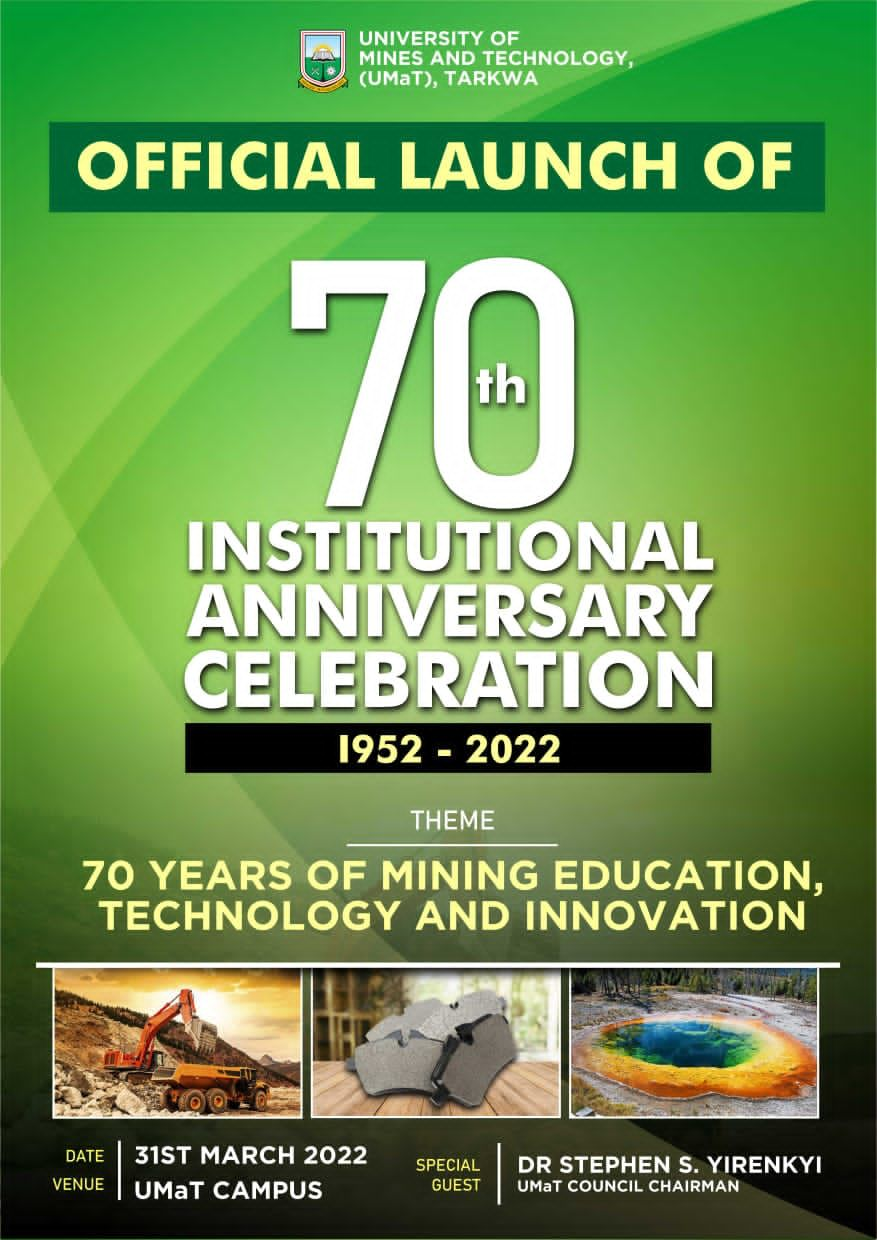 UNIVERSITY OF
MINES AND TECHNOLOGY,
(UMaT), TARKWA
OFFICIAL LAUNCH OF
70th
INSTITUTIONAL
ANNIVERSARY
CELEBRATION
1952 - 2022
THEME
70 YEARS OF MINING EDUCATION,
TECHNOLOGY AND INNOVATION
DATE 31ST MARCH 2022
VENUE UMaT CAMPUS
SPECIAL GUEST
DR STEPHEN S. YIRENKYI
UMaT COUNCIL CHAIRMAN